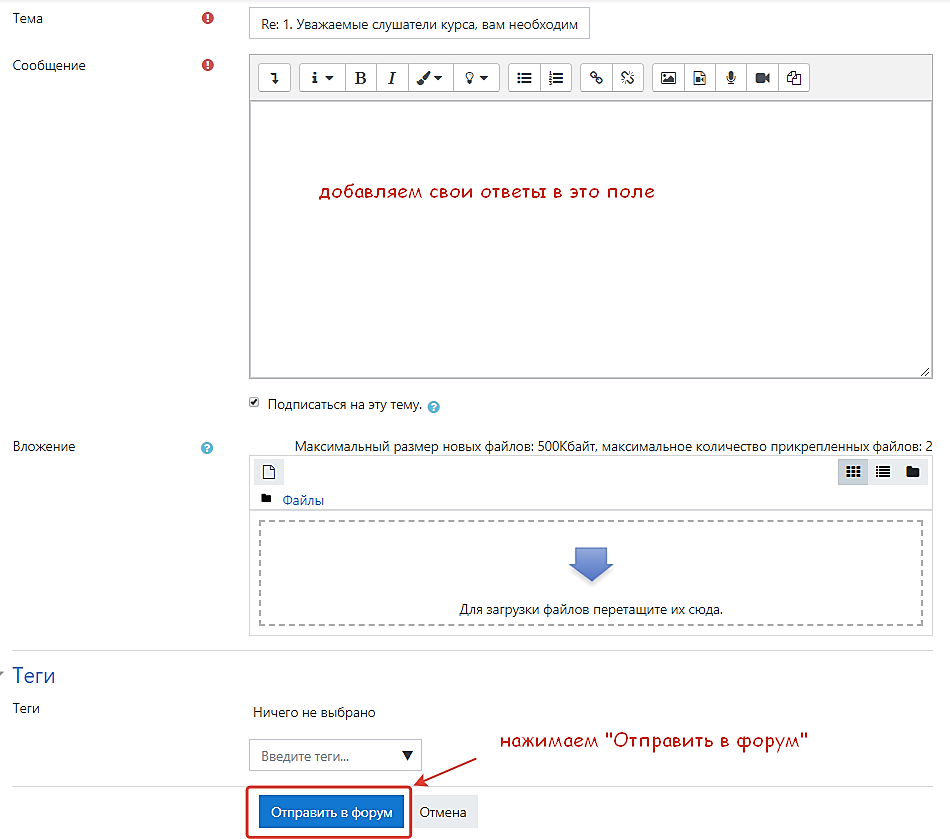 Тема
Re: 1. Уважаемые слушатели курса, вам необходим
Сообщение
i B I
добавляем свои ответы в это поле
Подписаться на эту тему.
Вложение
Максимальный размер новых файлов: 500Кбайт, максимальное количество прикрепленных файлов: 2
Файлы
Для загрузки файлов перетащите их сюда.
Теги
Теги
Ничего не выбрано
нажимаем "Отправить в форум"
Введите теги...
Отправить в форум Отмена